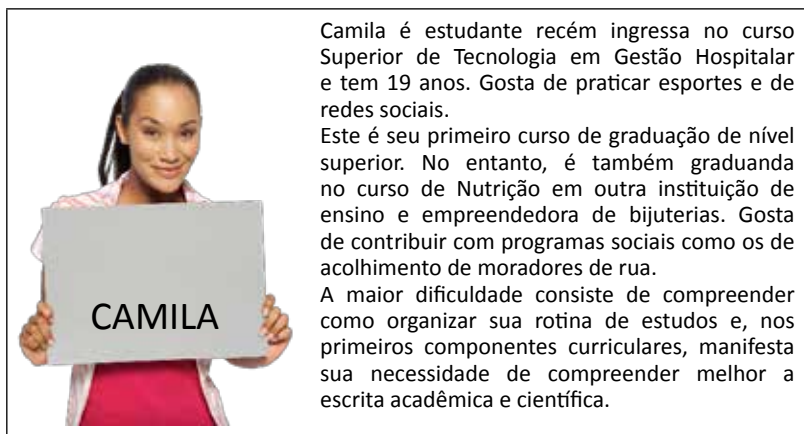 CAMILA
Camila é estudante recém ingressa no curso
Superior de Tecnologia em Gestão Hospitalar
e tem 19 anos. Gosta de praticar esportes e de
redes sociais.
Este é seu primeiro curso de graduação de nível
superior. No entanto, é também graduanda
no curso de Nutrição em outra instituição de
ensino e empreendedora de bijuterias. Gosta
de contribuir com programas sociais como os de
acolhimento de moradores de rua.
A maior dificuldade consiste de compreender
como organizar sua rotina de estudos e, nos
primeiros componentes curriculares, manifesta
sua necessidade de compreender melhor a
escrita acadêmica e científica.